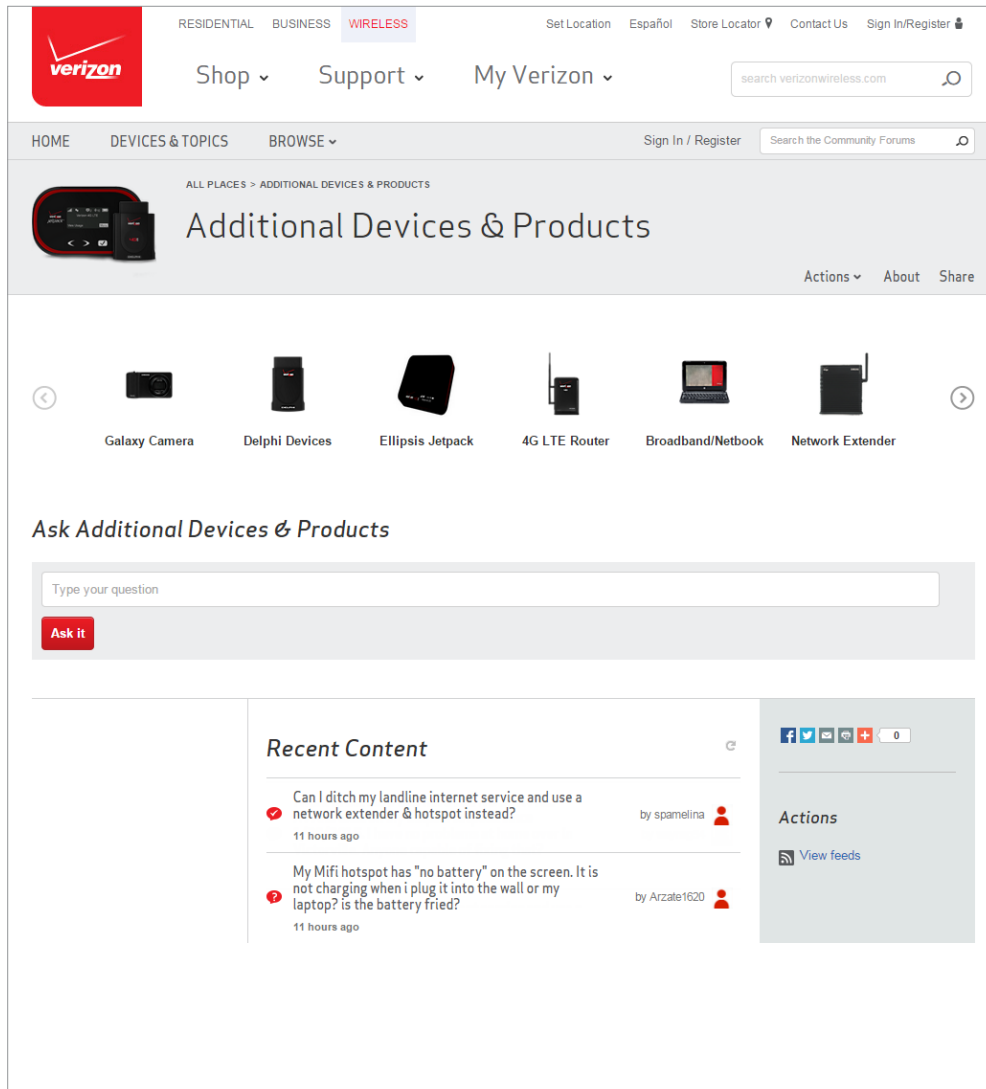 RESIDENTIAL BUSINESS WIRELESS Set Location Español Store Locator Contact Us Sign In/Register
verizon
Shop Support My Verizon search verizonwireless.com
HOME DEVICES & TOPICS BROWSE Sign In / Register Search the Community Forums
ALL PLACES > ADDITIONAL DEVICES & PRODUCTS
Additional Devices & Products
Actions About Share
Galaxy Camera Delphi Devices Ellipsis Jetpack 4G LTE Router Broadband/Netbook Network Extender
Ask Additional Devices & Products
Type your question
Ask it
Recent Content
Can I ditch my landline internet service and use a
network extender & hotspot instead?
by spamelina
11 hours ago
My Mifi hotspot has "no battery" on the screen. It is
not charging when i plug it into the wall or my
laptop? is the battery fried?
by Arzate1620
11 hours ago
0
Actions
View feeds